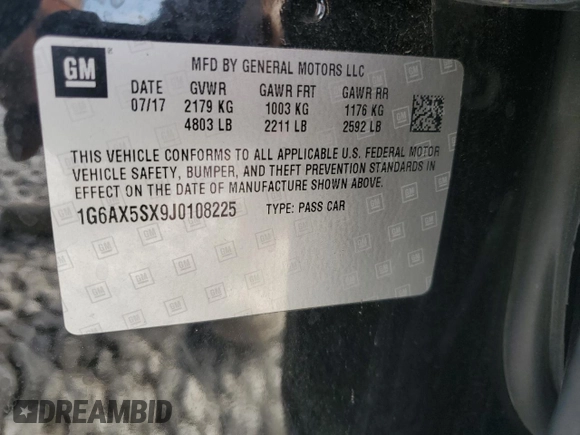 GM
MFD BY GENERAL MOTORS LLC
DATE GVWR GAWR FRT GAWR RR
07/17 2179 KG 1003 KG 1176 KG
4803 LB 2211 LB 2592 LB
THIS VEHICLE CONFORMS TO ALL APPLICABLE U.S. FEDERAL MOTOR
VEHICLE SAFETY, BUMPER, AND THEFT PREVENTION STANDARDS IN
EFFECT ON THE DATE OF MANUFACTURE SHOWN ABOVE.
1G6AX5SX9J0108225 TYPE: PASS CAR
DREAMBID